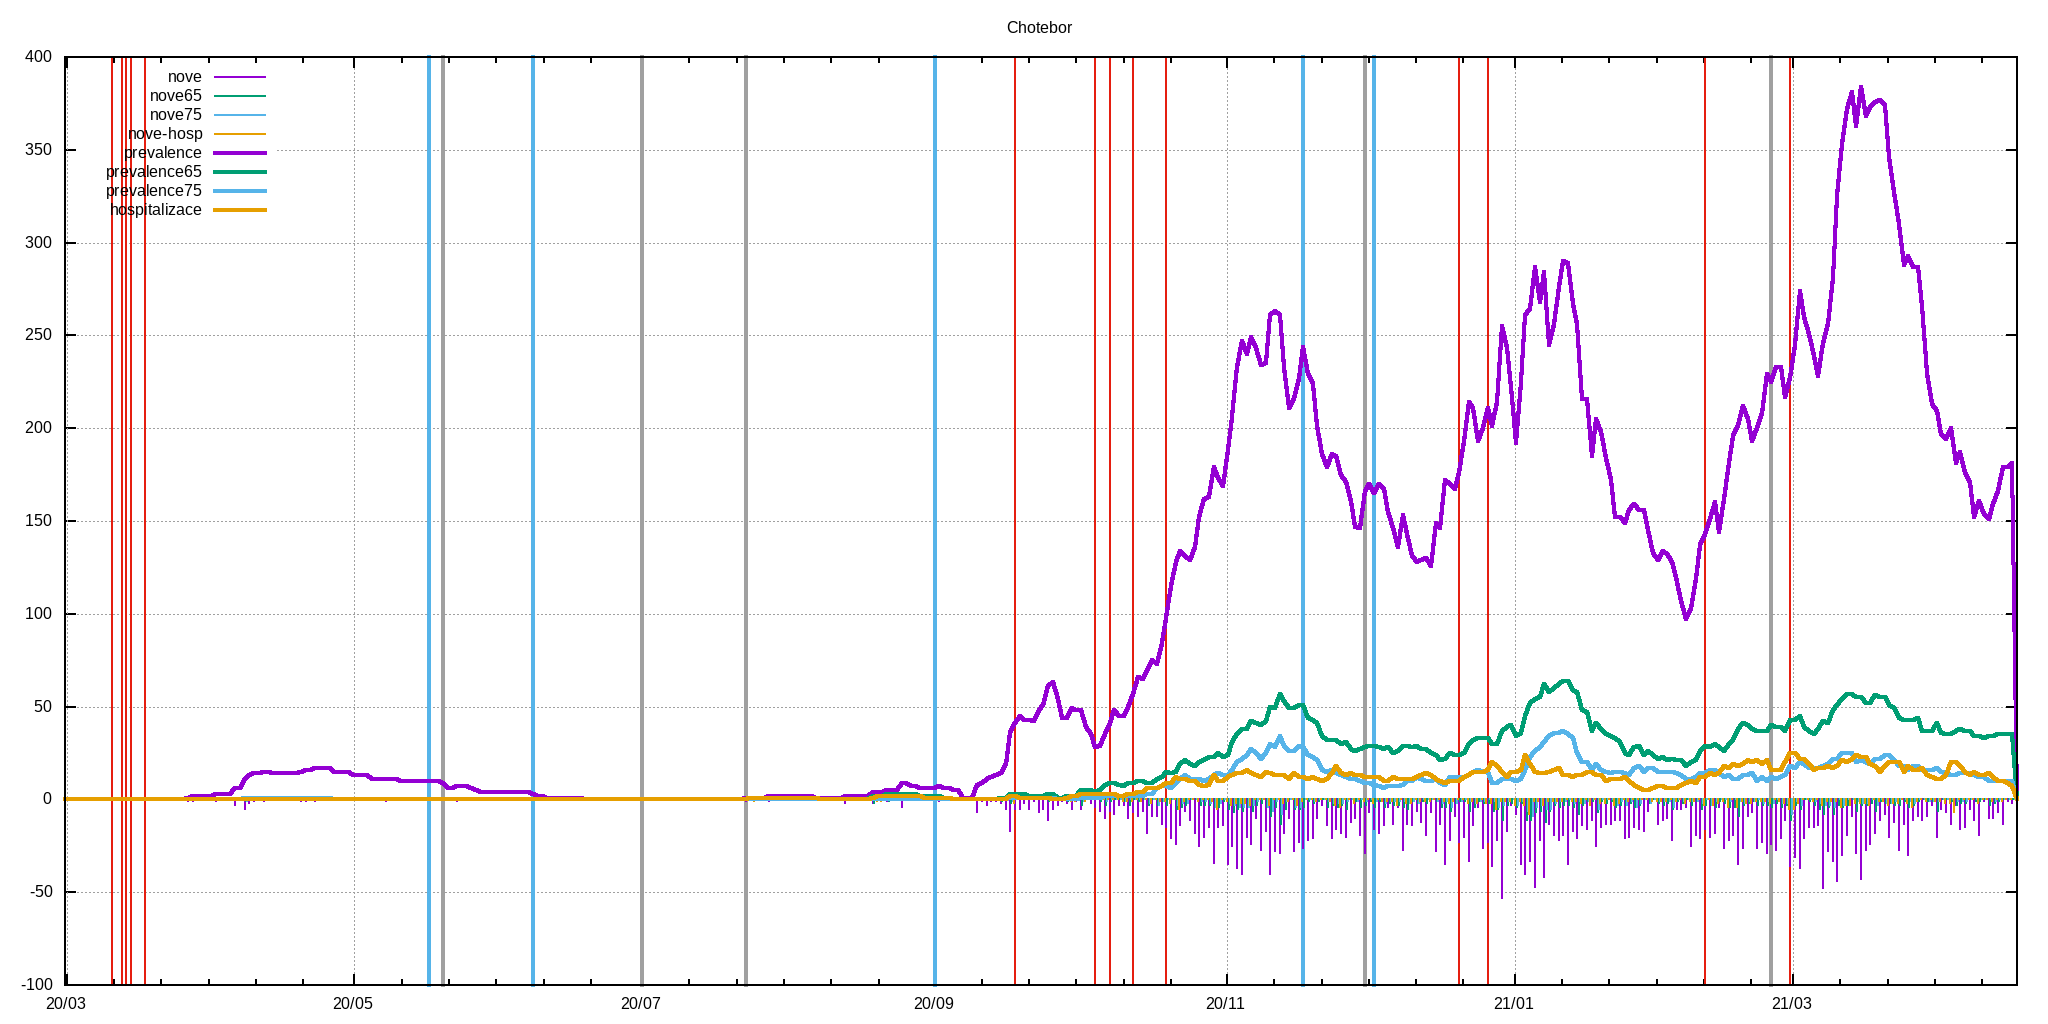 Chotebor
400
350
300
250
200
150
100
50
0
-50
-100
nove
nove65
nove75
nove-hosp
prevalence
prevalence65
prevalence75
hospitalizace
20/03 20/05 20/07 20/09 20/11 21/01 21/03